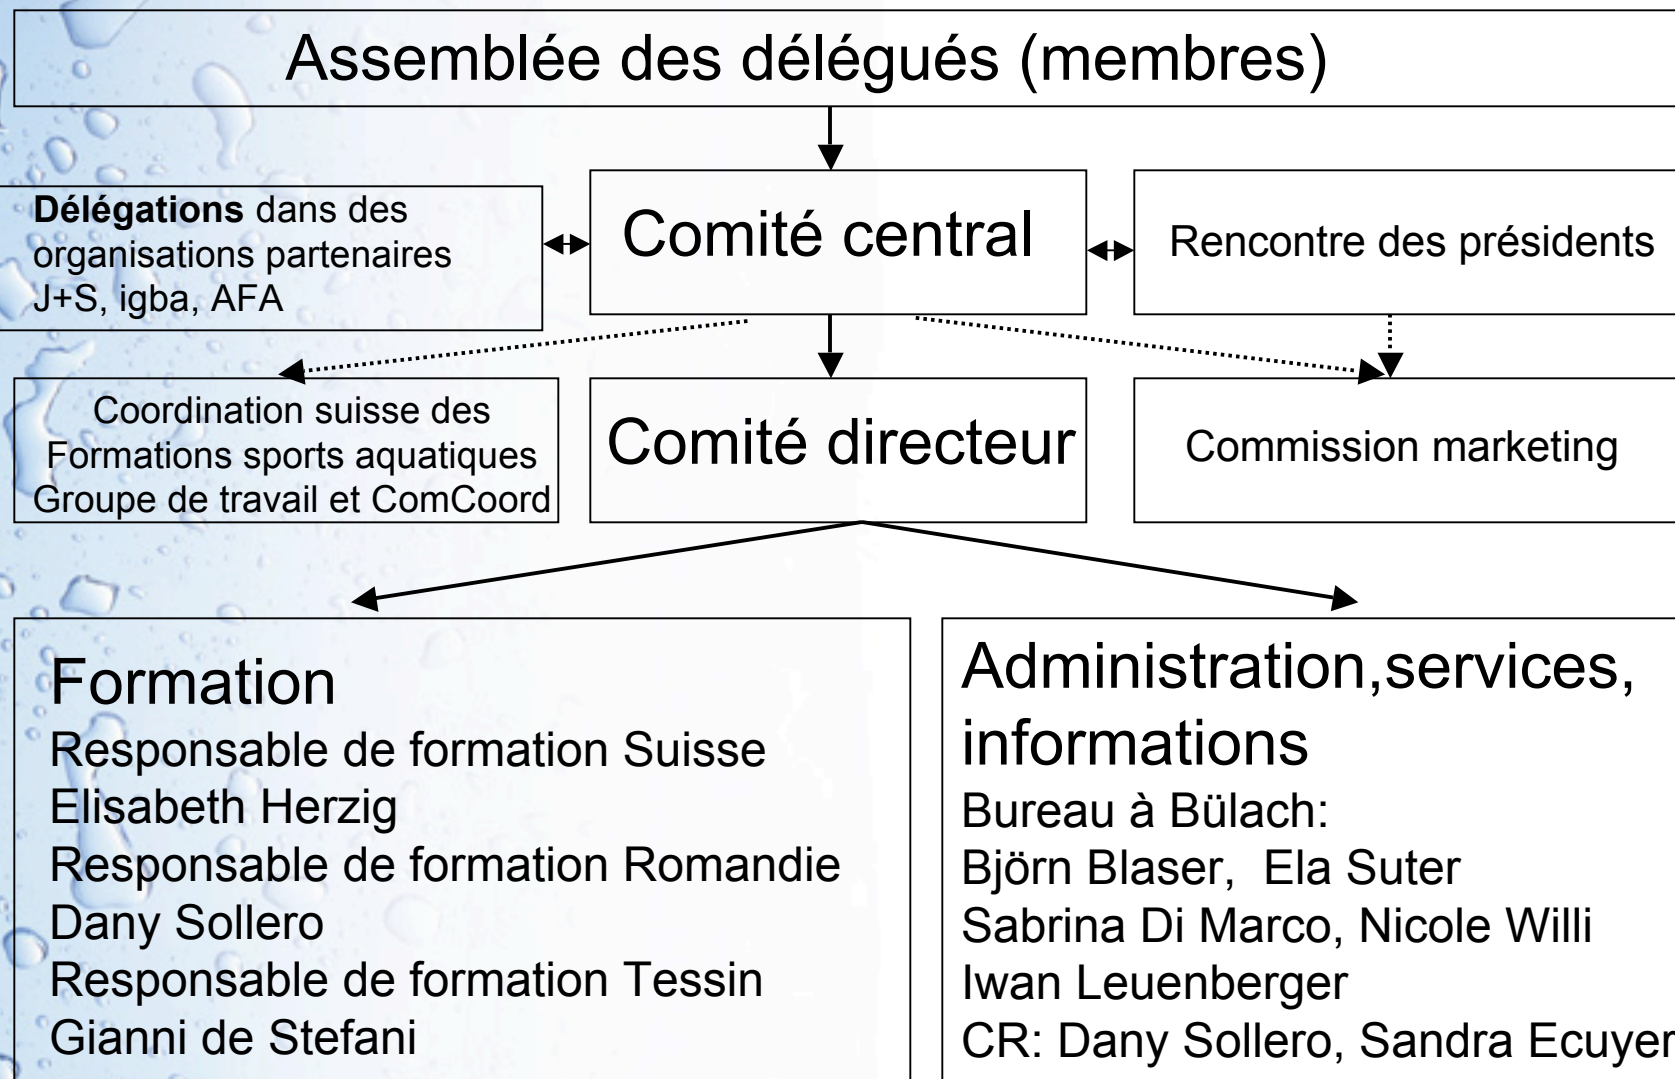 Assemblée des délégués (membres)
Délégations dans des
organisations partenaires
J+S, igba, AFA
Comité central
Rencontre des présidents
Coordination suisse des
Formations sports aquatiques
Groupe de travail et ComCoord
Comité directeur
Commission marketing
Formation
Responsable de formation Suisse
Elisabeth Herzig
Responsable de formation Romandie
Dany Sollero
Responsable de formation Tessin
Gianni de Stefani
Administration,services,
informations
Bureau à Bülach:
Björn Blaser, Ela Suter
Sabrina Di Marco, Nicole Willi
Iwan Leuenberger
CR: Dany Sollero, Sandra Ecuyer